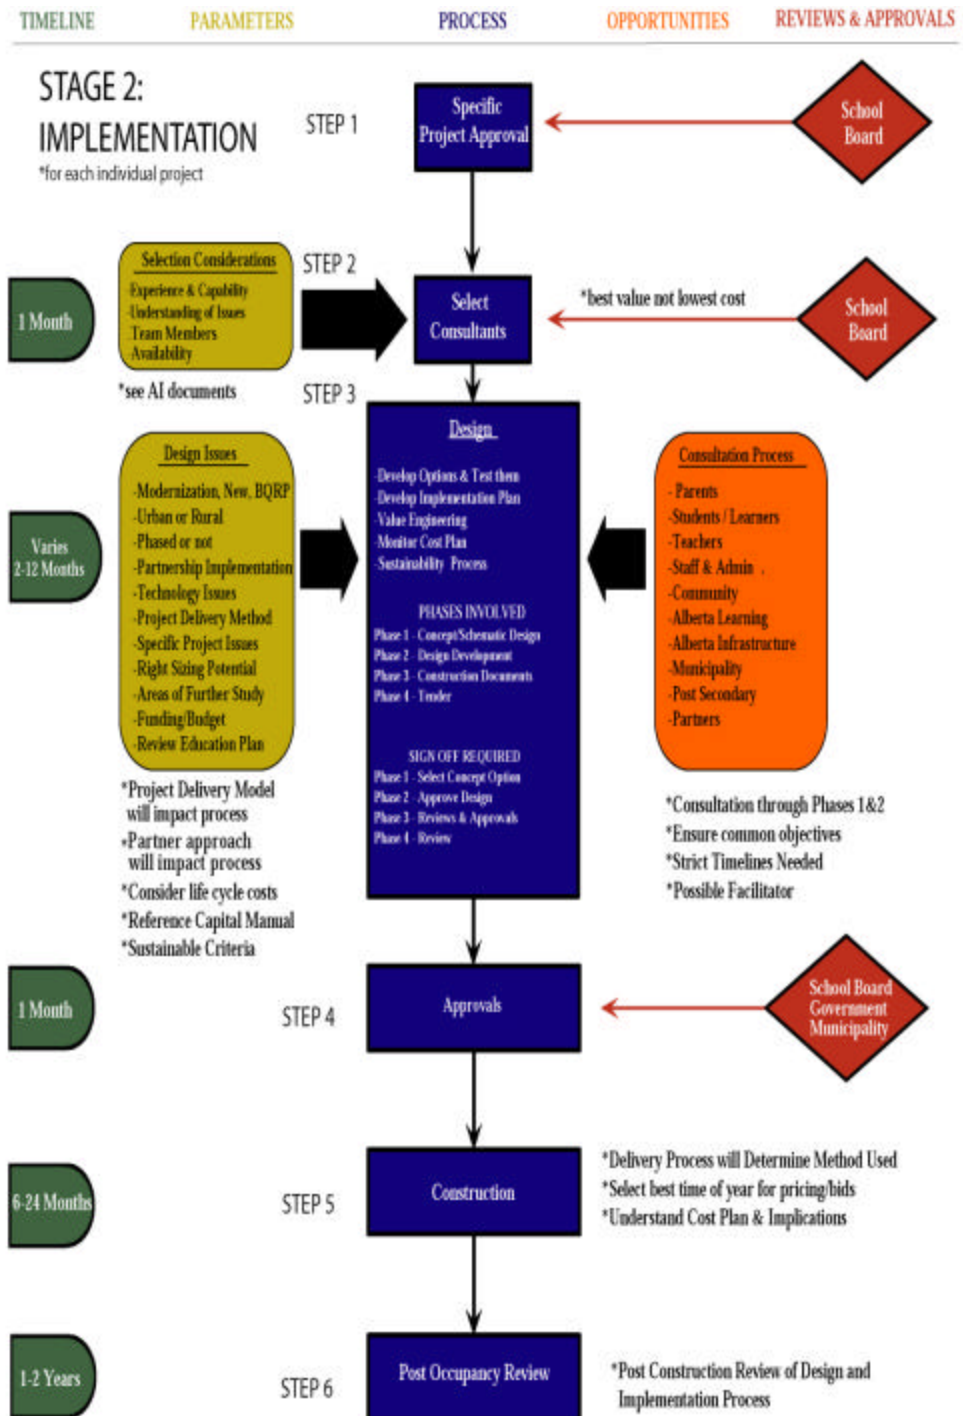 TIMELINE PARAMETERS PROCESS OPPORTUNITIES REVIEWS & APPROVALS
STAGE 2:
IMPLEMENTATION
*for each individual project
STEP 1
Specific
Project Approval
School
Board
1 Month
Selection Considerations
-Experience & Capability
-Understanding of Issues
-Team Members
-Availability
*see AI documents
STEP 2
Select
Consultants
*best value not lowest cost
School
Board
STEP 3
Varies
2-12 Months
Design Issues
-Modernization, New, BQRP
-Urban or Rural
-Phased or not
-Partnership Implementation
-Technology Issues
-Project Delivery Method
-Specific Project Issues
-Right Sizing Potential
-Areas of Further Study
-Funding/Budget
-Review Education Plan
*Project Delivery Model
will impact process
*Partner approach
will impact process
*Consider life cycle costs
*Reference Capital Manual
*Sustainable Criteria
Design
-Develop Options & Test them
-Develop Implementation Plan
-Value Engineering
-Monitor Cost Plan
-Sustainability Process
PHASES INVOLVED
Phase 1 - Concept/Schematic Design
Phase 2 - Design Development
Phase 3 - Construction Documents
Phase 4 - Tender
SIGN OFF REQUIRED
Phase 1 - Select Concept Option
Phase 2 - Approve Design
Phase 3 - Reviews & Approvals
Phase 4 - Review
Consultation Process
- Parents
-Students / Learners
-Teachers
-Staff & Admin .
-Community
-Alberta Learning
-Alberta Infrastructure
-Municipality
-Post Secondary
-Partners
*Consultation through Phases 1&2
*Ensure common objectives
*Strict Timelines Needed
*Possible Facilitator
1 Month
STEP 4
Approvals
School Board
Government
Municipality
6-24 Months
STEP 5
Construction
*Delivery Process will Determine Method Used
*Select best time of year for pricing/bids
*Understand Cost Plan & Implications
1-2 Years
STEP 6
Post Occupancy Review
*Post Construction Review of Design and
Implementation Process